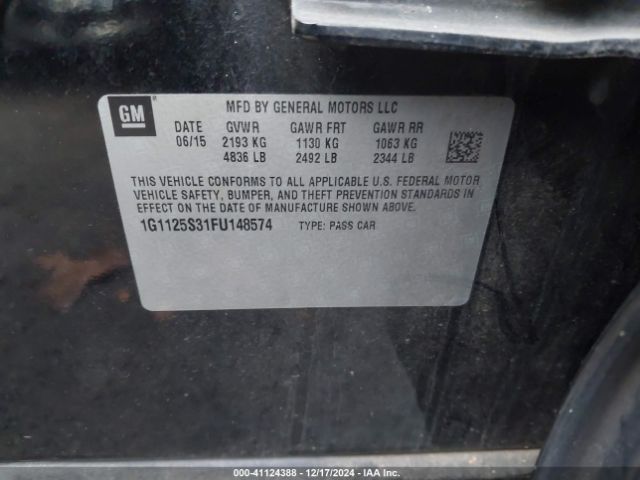 GM
MFD BY GENERAL MOTORS LLC
DATE GVWR GAWR FRT GAWR RR
06/15 2193 KG 1130 KG 1063 KG
4836 LB 2492 LB 2344 LB
THIS VEHICLE CONFORMS TO ALL APPLICABLE U.S. FEDERAL MOTOR
VEHICLE SAFETY, BUMPER, AND THEFT PREVENTION STANDARDS IN
EFFECT ON THE DATE OF MANUFACTURE SHOWN ABOVE.
1G1125S31FU148574 TYPE: PASS CAR
000-41124388 - 12/17/2024 - IAA Inc.